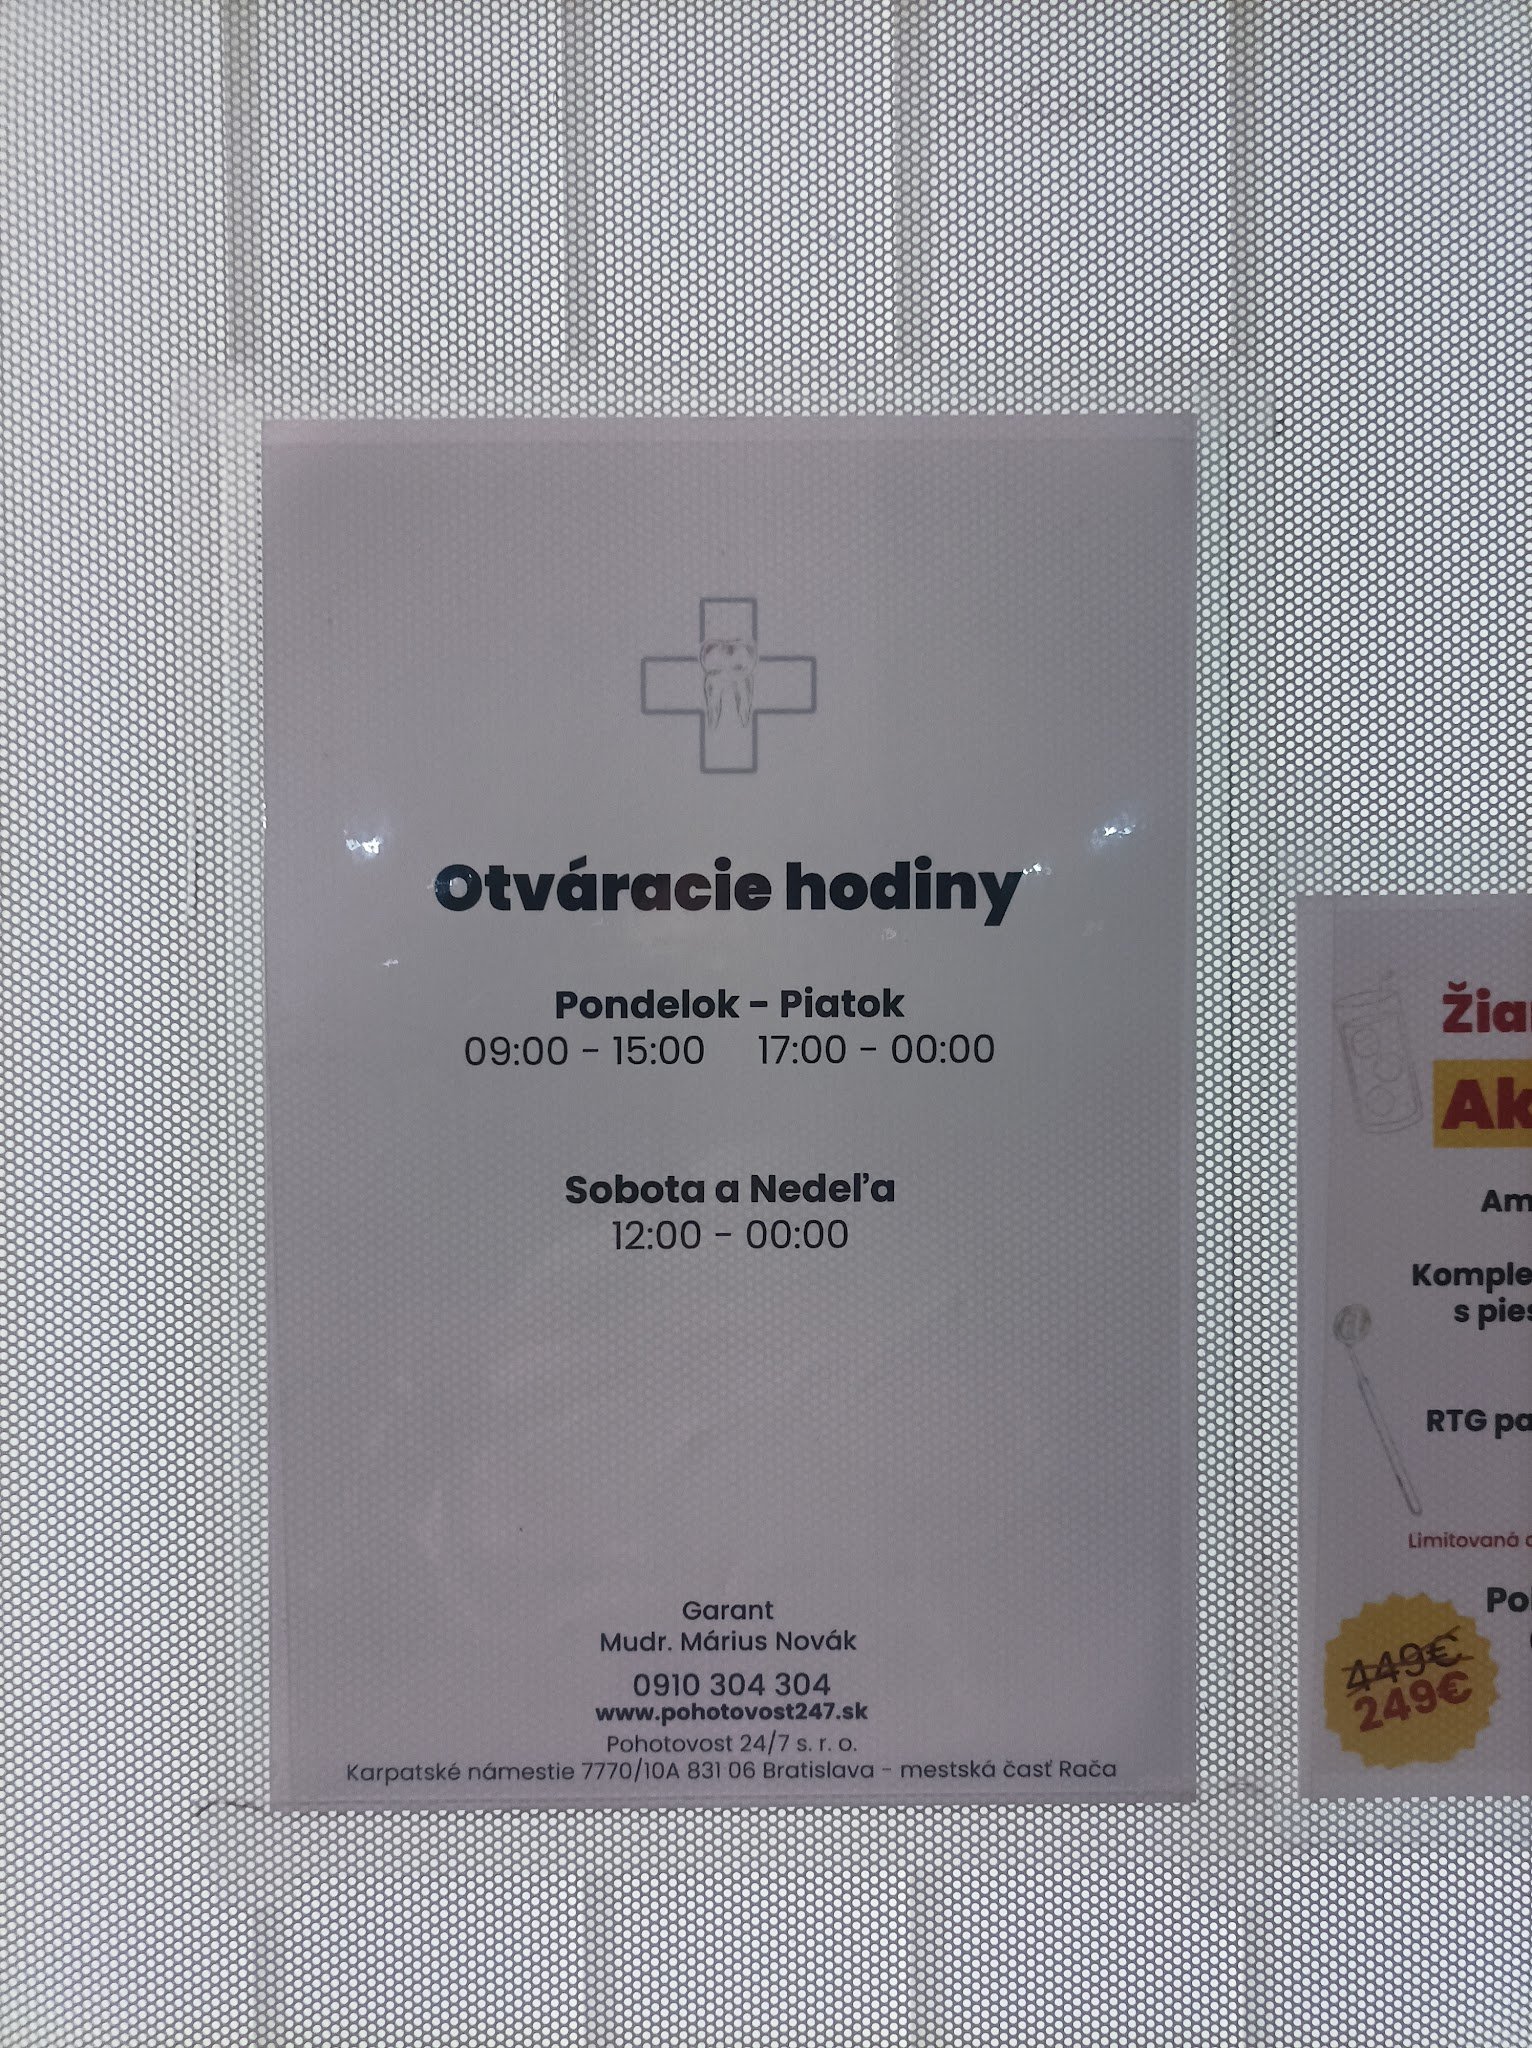 Otváracie hodiny
Pondelok - Piatok
09:00 - 15:00 17:00 - 00:00
Sobota a Nedeľa
12:00 - 00:00
Garant
Mudr. Márius Novák
0910 304 304
www.pohotovost247.sk
Pohotovost 24/7 s. r. o.
Karpatské námestie 7770/10A 831 06 Bratislava - mestská časť Rača
s
RTG
Limitovaná
449€
249€